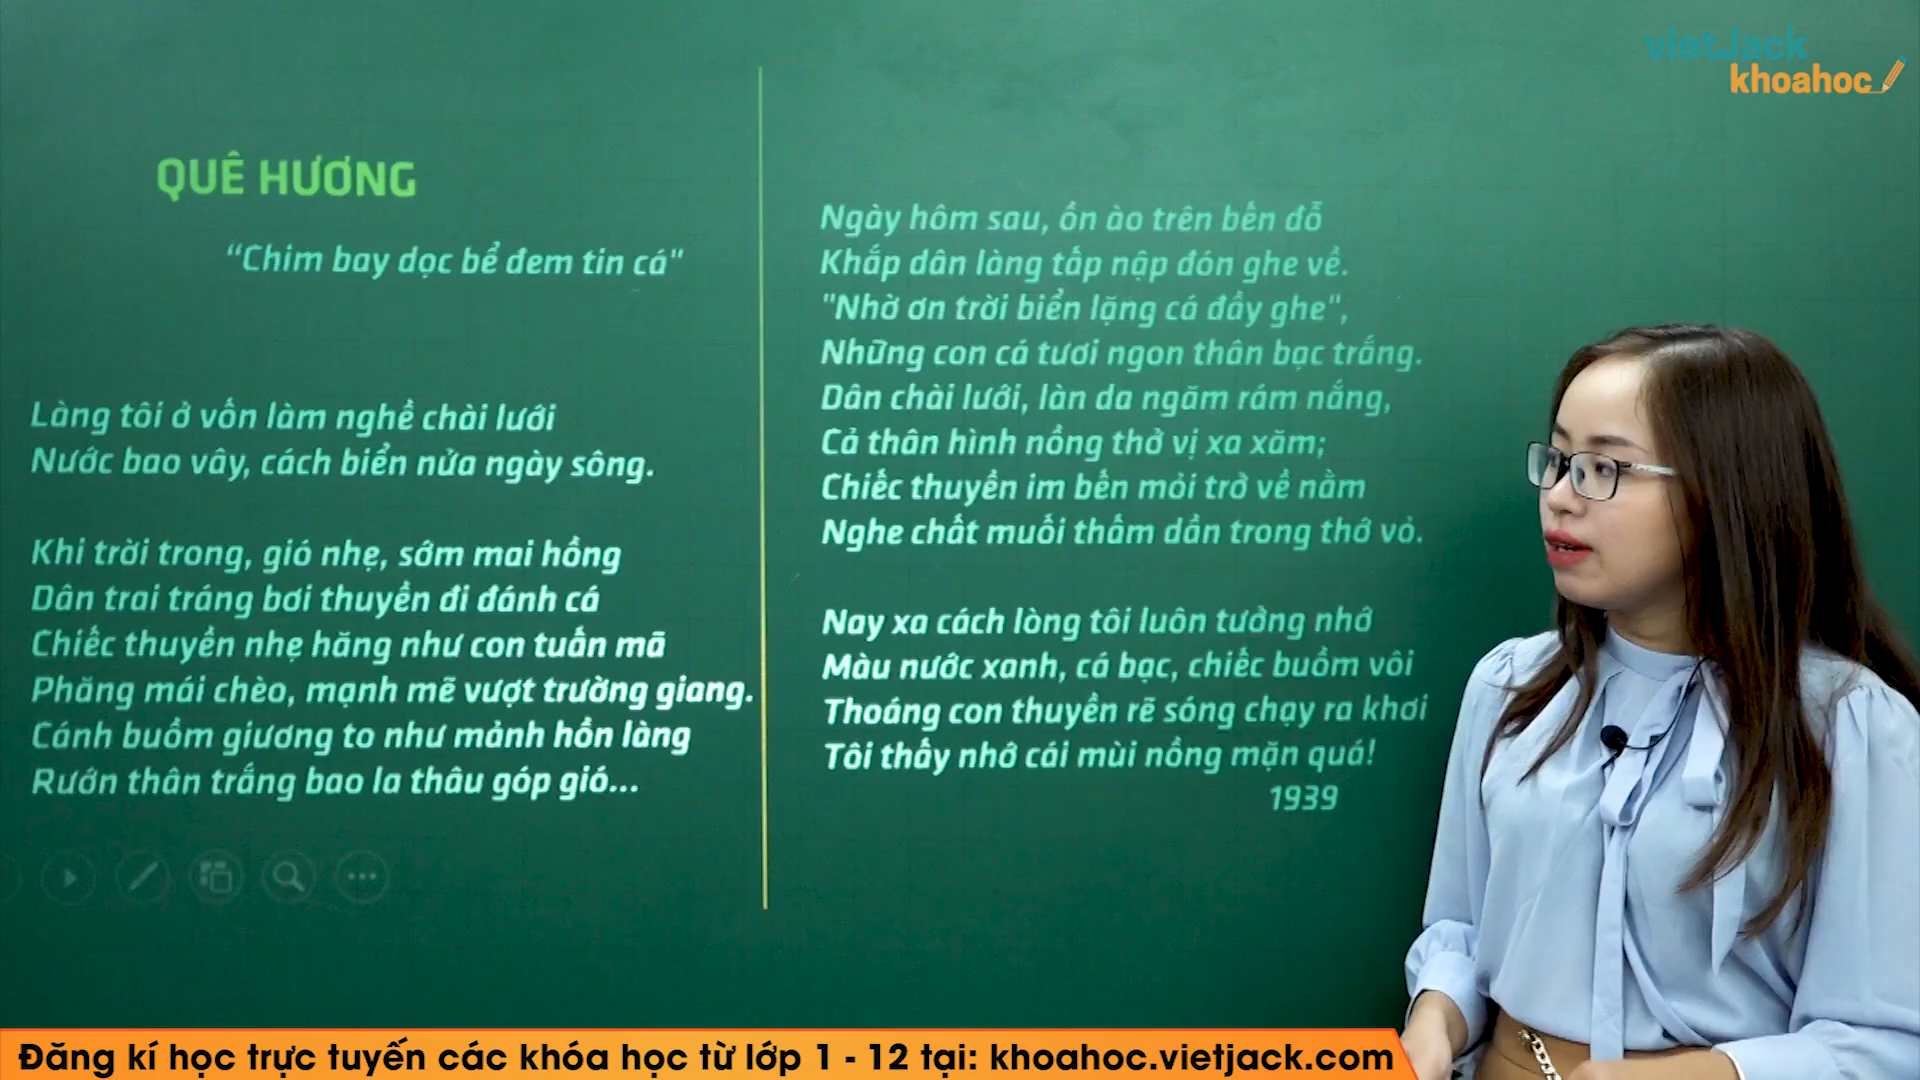 vietJack
khoahoc
QUÊ HƯƠNG
“Chim bay dọc bể đem tin cá"
Làng tôi ở vốn làm nghề chài lưới
Nước bao vây, cách biển nửa ngày sông.
Khi trời trong, gió nhẹ, sớm mai hồng
Dân trai tráng bơi thuyền đi đánh cá
Chiếc thuyền nhẹ hăng như con tuấn mã
Phăng mái chèo, mạnh mẽ vượt trường giang.
Cánh buồm giương to như mảnh hồn làng
Rướn thân trắng bao la thâu góp gió...
Ngày hôm sau, ồn ào trên bến đỗ
Khắp dân làng tấp nập đón ghe về.
"Nhờ ơn trời biển lặng cá đầy ghe",
Những con cá tươi ngon thân bạc trắng.
Dân chài lưới, làn da ngăm rám nắng,
Cả thân hình nồng thở vị xa xăm;
Chiếc thuyền im bến mỏi trở về nằm
Nghe chất muối thấm dần trong thớ vỏ.
Nay xa cách lòng tôi luôn tưởng nhớ
Màu nước xanh, cá bạc, chiếc buồm vôi
Thoáng con thuyền rẽ sóng chạy ra khơi
Tôi thấy nhớ cái mùi nồng mặn quá!
1939
Đăng kí học trực tuyến các khóa học từ lớp 1 - 12 tại: khoahoc.vietjack.com